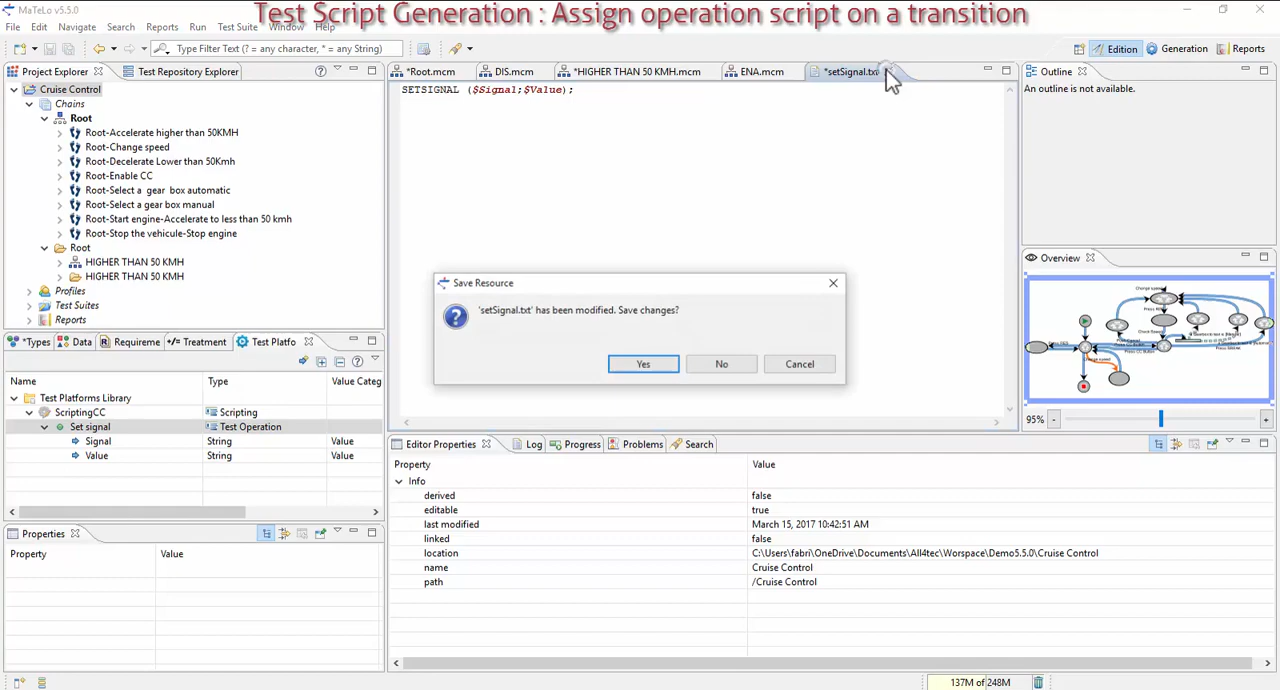 MaTeLo v5.5.0
Test Script Generation : Assign operation script on a transition
File Edit Navigate Search Reports Run Test Suite Window Help
Type Filter Text (? = any character, * = any String)
Edition Generation Reports
Project Explorer Test Repository Explorer
*Root.mcm DIS.mcm *HIGHER THAN 50 KMH.mcm ENA.mcm *setSignal.txt
Outline
An outline is not available.
SETSIGNAL ($Signal;$Value);
Cruise Control
Chains
Root
Root-Accelerate higher than 50KMH
Root-Change speed
Root-Decelerate Lower than 50Kmh
Root-Enable CC
Root-Select a gear box automatic
Root-Select a gear box manual
Root-Start engine-Accelerate to less than 50 kmh
Root-Stop the vehicule-Stop engine
Root
HIGHER THAN 50 KMH
HIGHER THAN 50 KMH
Profiles
Test Suites
Reports
Save Resource
'setSignal.txt' has been modified. Save changes?
Yes No Cancel
Overview
95%
*Types Data Requireme Treatment Test Platfo
Name Type Value Categ
Test Platforms Library
ScriptingCC Scripting
Set signal Test Operation
Signal String Value
Value String Value
Properties
Property Value
Editor Properties Log Progress Problems Search
Property Value
Info
derived false
editable true
last modified March 15, 2017 10:42:51 AM
linked false
location C:\Users\fabri\OneDrive\Documents\All4tec\Worspace\Demo5.5.0\Cruise Control
name Cruise Control
path /Cruise Control
137M of 248M